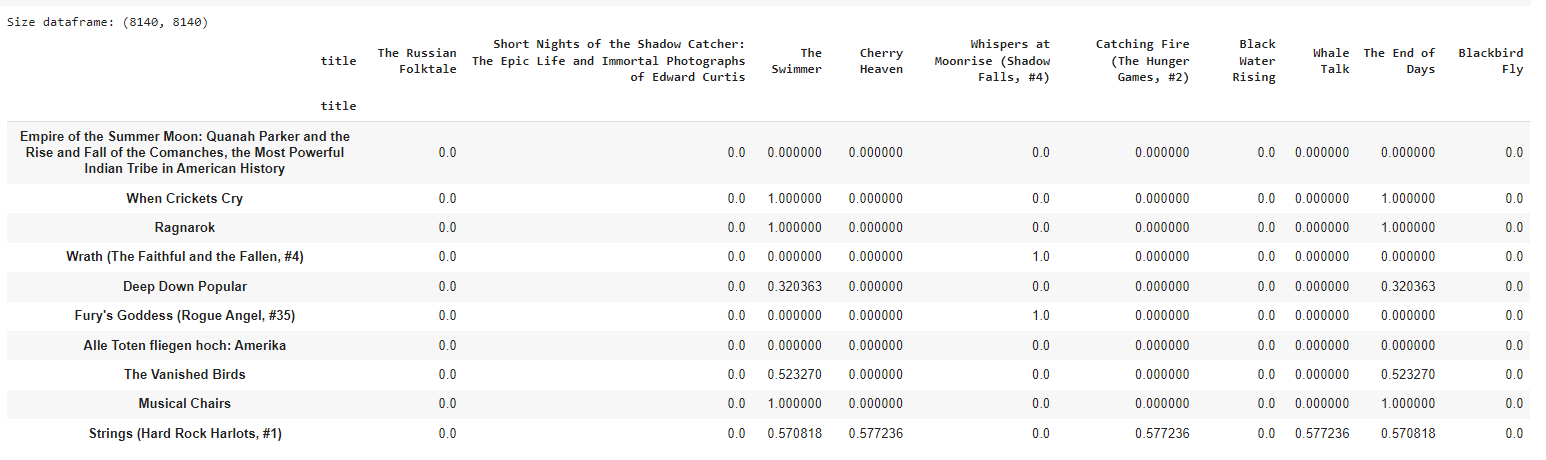 Size dataframe: (8140, 8140)
title The Russian Folktale Short Nights of the Shadow Catcher: The Epic Life and Immortal Photographs of Edward Curtis The Swimmer Cherry Heaven Whispers at Moonrise (Shadow Falls, #4) Catching Fire (The Hunger Games, #2) Black Water Rising Whale Talk The End of Days Blackbird Fly
title
Empire of the Summer Moon: Quanah Parker and the
Rise and Fall of the Comanches, the Most Powerful
Indian Tribe in American History 0.0 0.0 0.000000 0.000000 0.0 0.000000 0.0 0.000000 0.000000 0.0
When Crickets Cry 0.0 0.0 1.000000 0.000000 0.0 0.000000 0.0 0.000000 1.000000 0.0
Ragnarok 0.0 0.0 1.000000 0.000000 0.0 0.000000 0.0 0.000000 1.000000 0.0
Wrath (The Faithful and the Fallen, #4) 0.0 0.0 0.000000 0.000000 1.0 0.000000 0.0 0.000000 0.000000 0.0
Deep Down Popular 0.0 0.0 0.320363 0.000000 0.0 0.000000 0.0 0.000000 0.320363 0.0
Fury's Goddess (Rogue Angel, #35) 0.0 0.0 0.000000 0.000000 1.0 0.000000 0.0 0.000000 0.000000 0.0
Alle Toten fliegen hoch: Amerika 0.0 0.0 0.000000 0.000000 0.0 0.000000 0.0 0.000000 0.000000 0.0
The Vanished Birds 0.0 0.0 0.523270 0.000000 0.0 0.000000 0.0 0.000000 0.523270 0.0
Musical Chairs 0.0 0.0 1.000000 0.000000 0.0 0.000000 0.0 0.000000 1.000000 0.0
Strings (Hard Rock Harlots, #1) 0.0 0.0 0.570818 0.577236 0.0 0.577236 0.0 0.577236 0.570818 0.0